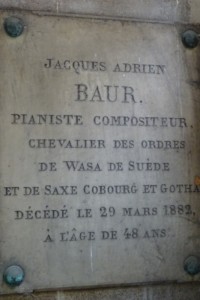 JACQUES ADRIEN
BAUR.
PIANISTE COMPOSITEUR.
CHEVALIER DES ORDRES
DE WASA DE SUÈDE
ET DE SAXE COBOURG ET GOTHA
DÉCÉDÉ LE 29 MARS 1882,
À L'ÂGE DE 48 ANS